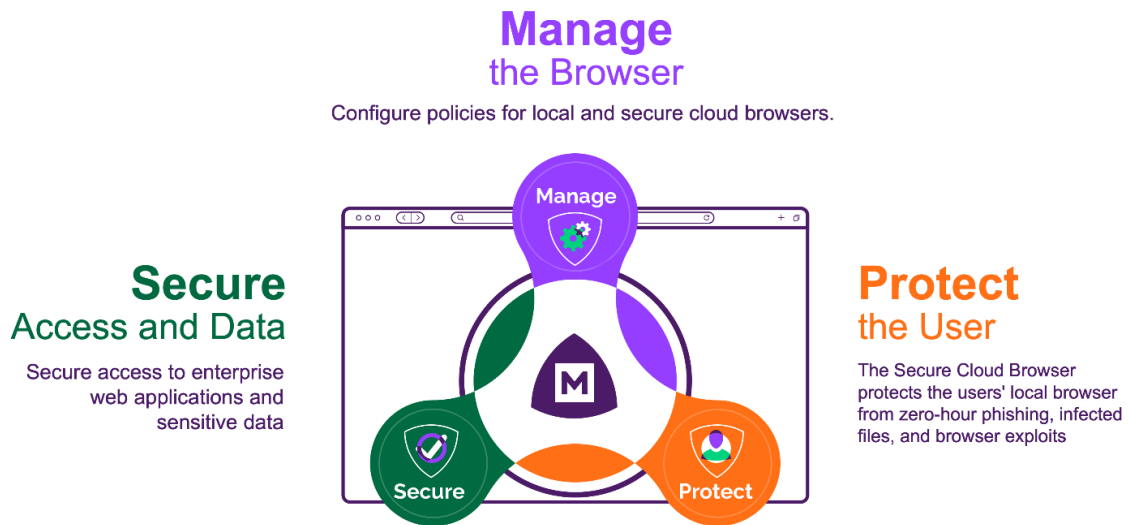 Manage
the Browser
Configure policies for local and secure cloud browsers.
Manage
Secure
Access and Data
Secure access to enterprise
web applications and
sensitive data
Protect
the User
The Secure Cloud Browser
protects the users' local browser
from zero-hour phishing, infected
files, and browser exploits
M
Secure
Protect